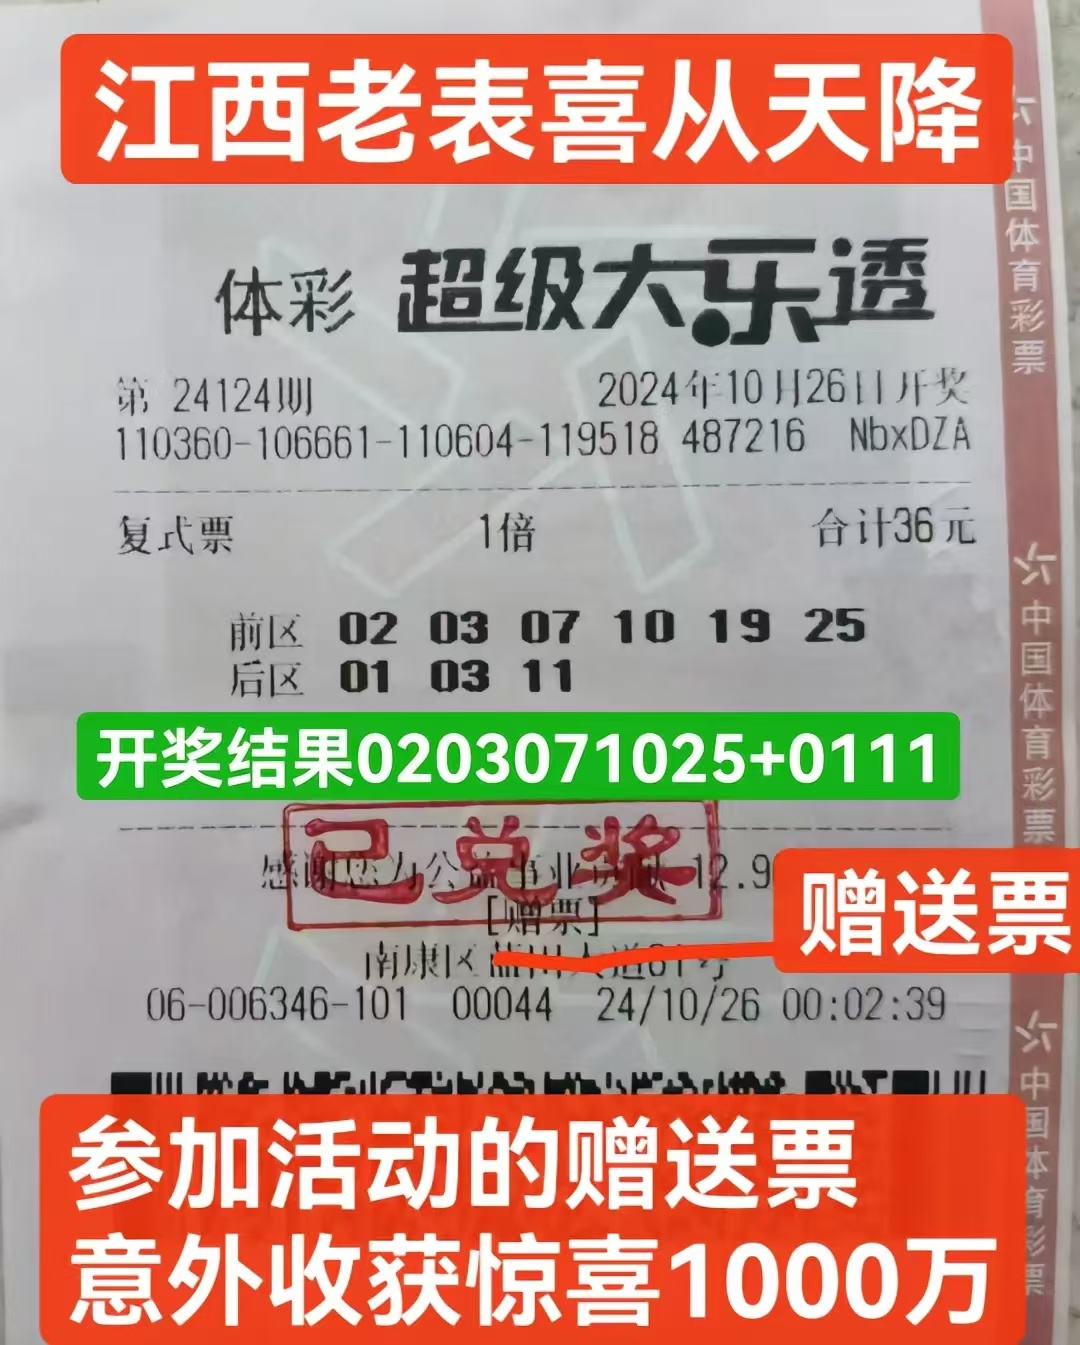 江西老表喜从天降
体彩 超级大乐透
第 24124期 2024年10月26日开奖
110360-106661-110604-119518 487216 NbxDZA
复式票 1倍 合计36元
前区 02 03 07 10 19 25
后区 01 03 11
开奖结果0203071025+0111
已兑奖
感谢您为公益事业贡献 12.9
[赠票]
赠送票
南康区 大道61号
06-006346-101 00044 24/10/26 00:02:39
参加活动的赠送票
意外收获惊喜1000万
中国体育彩票
中国体育彩票
中国体育彩票